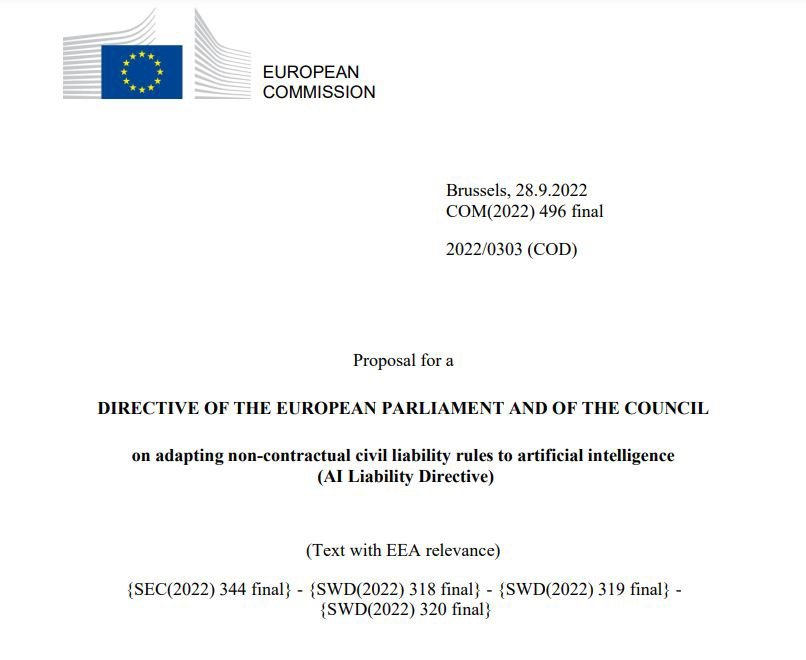 EUROPEAN
COMMISSION
Brussels, 28.9.2022
COM(2022) 496 final
2022/0303 (COD)
Proposal for a
DIRECTIVE OF THE EUROPEAN PARLIAMENT AND OF THE COUNCIL
on adapting non-contractual civil liability rules to artificial intelligence
(AI Liability Directive)
(Text with EEA relevance)
{SEC(2022) 344 final} - {SWD(2022) 318 final} - {SWD(2022) 319 final} -
{SWD(2022) 320 final}